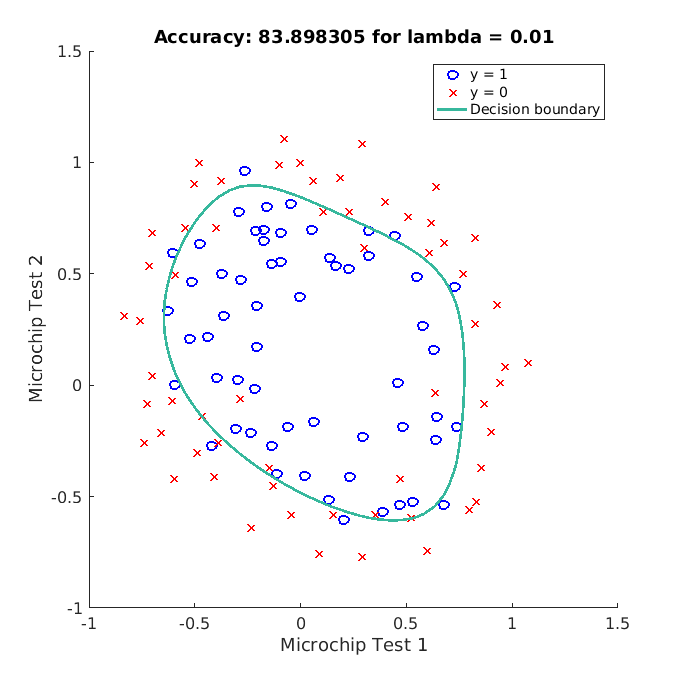 Accuracy: 83.898305 for lambda = 0.01
1.5
y = 1
y = 0
Decision boundary
1
0.5
0
-0.5
-1
Microchip Test 2
-1 -0.5 0 0.5 1 1.5
Microchip Test 1